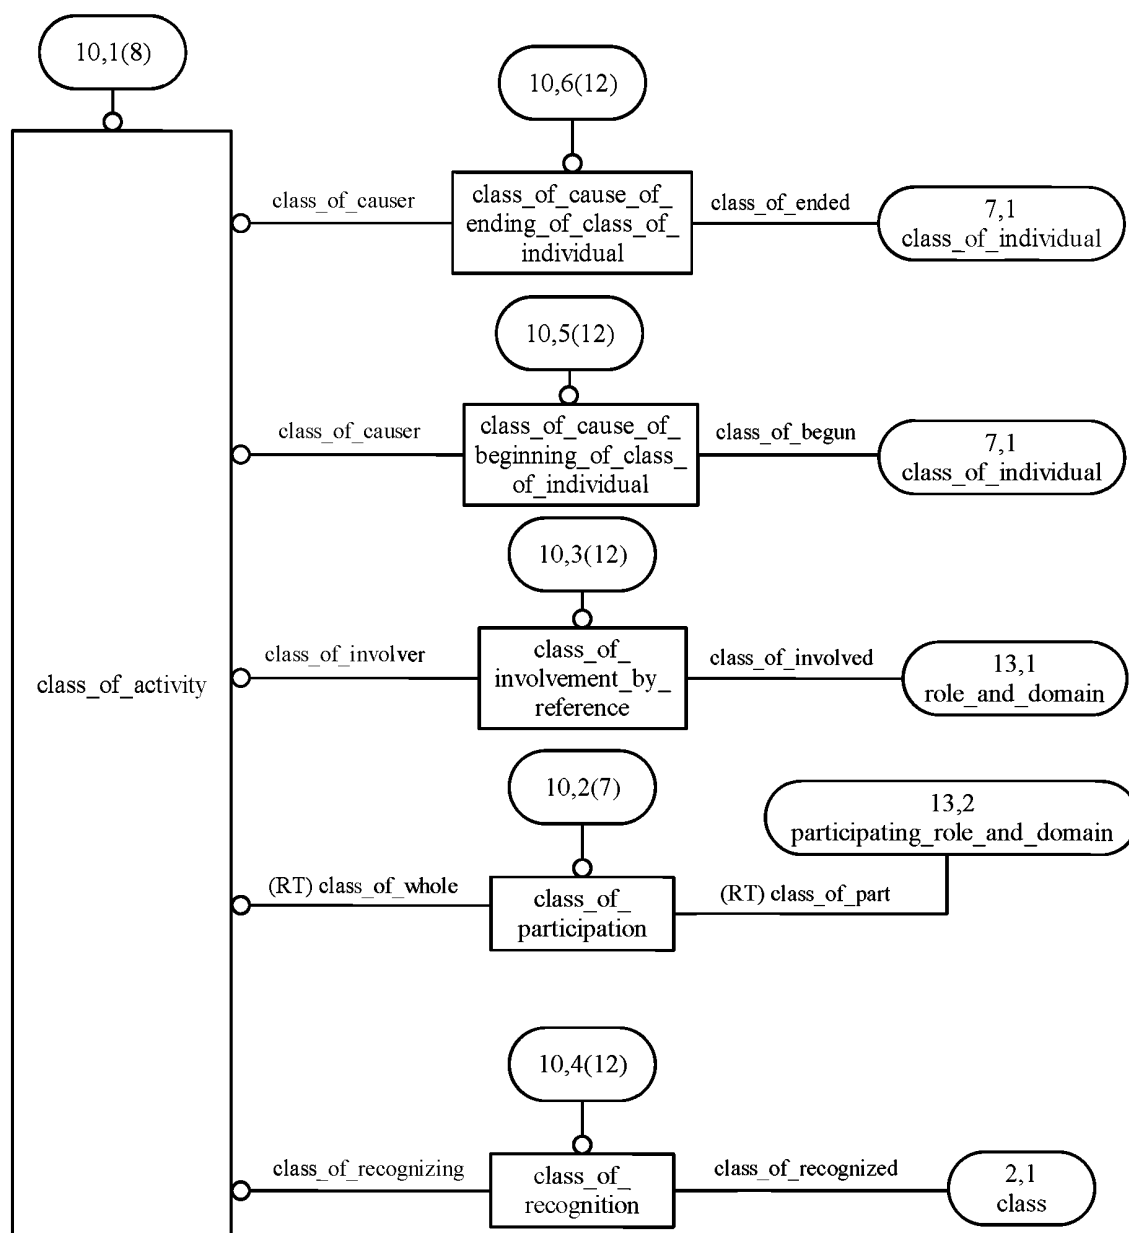 10,1(8)
10,6(12)
class_of_causer
class_of_cause_of_
ending_of_class_of_
individual
class_of_ended
7,1
class_of_individual
10,5(12)
class_of_causer
class_of_cause_of_
beginning_of_class_
of_individual
class_of_begun
7,1
class_of_individual
10,3(12)
class_of_activity
class_of_involver
class_of_
involvement_by_
reference
class_of_involved
13,1
role_and_domain
10,2(7)
13,2
participating_role_and_domain
(RT) class_of_whole
class_of_
participation
(RT) class_of_part
10,4(12)
class_of_recognizing
class_of_
recognition
class_of_recognized
2,1
class